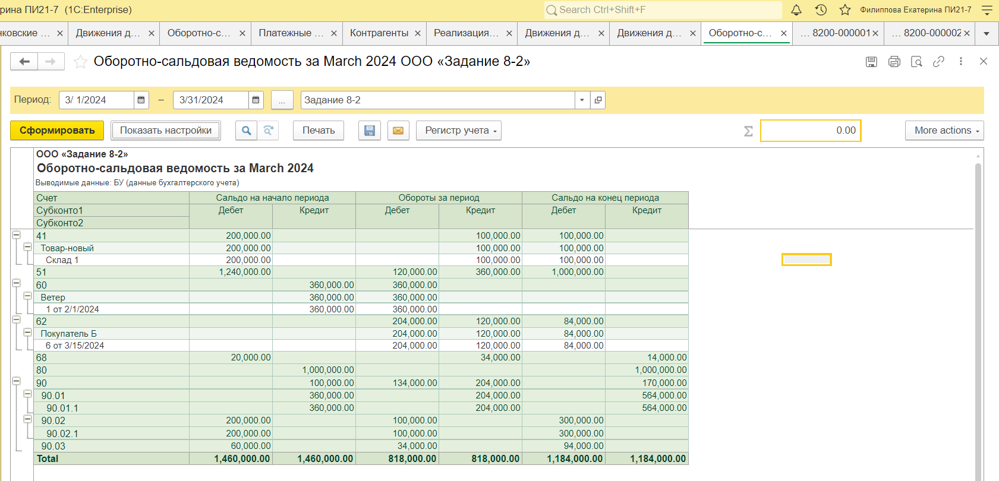 рина ПИ21-7 (1C:Enterprise) Search Ctrl+Shift+F Филиппова Екатерина ПИ21-7
нковские ... × Движения д... × Оборотно-с... × Платежные ... × Контрагенты × Реализация... × Движения д... × Движения д... × Оборотно-с... × ... 8200-000001 × ... 8200-000002 ×
Оборотно-сальдовая ведомость за March 2024 ООО «Задание 8-2»
Период: 3/ 1/2024 – 3/31/2024 ... Задание 8-2
Сформировать Показать настройки Печать Регистр учета Σ 0.00 More actions
ООО «Задание 8-2»
Оборотно-сальдовая ведомость за March 2024
Выводимые данные: БУ (данные бухгалтерского учета)
Счет Сальдо на начало периода Обороты за период Сальдо на конец периода
Субконто1 Дебет Кредит Дебет Кредит Дебет Кредит
Субконто2
41 200,000.00 100,000.00 100,000.00
Товар-новый 200,000.00 100,000.00 100,000.00
Склад 1 200,000.00 100,000.00 100,000.00
51 1,240,000.00 120,000.00 360,000.00 1,000,000.00
60 360,000.00 360,000.00
Ветер 360,000.00 360,000.00
1 от 2/1/2024 360,000.00 360,000.00
62 204,000.00 120,000.00 84,000.00
Покупатель Б 204,000.00 120,000.00 84,000.00
6 от 3/15/2024 204,000.00 120,000.00 84,000.00
68 20,000.00 34,000.00 14,000.00
80 1,000,000.00 1,000,000.00
90 100,000.00 134,000.00 204,000.00 170,000.00
90.01 360,000.00 204,000.00 564,000.00
90.01.1 360,000.00 204,000.00 564,000.00
90.02 200,000.00 100,000.00 300,000.00
90.02.1 200,000.00 100,000.00 300,000.00
90.03 60,000.00 34,000.00 94,000.00
Total 1,460,000.00 1,460,000.00 818,000.00 818,000.00 1,184,000.00 1,184,000.00